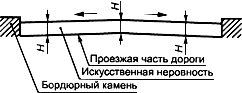 H
H
H
Проезжая часть дороги
Искусственная неровность
Бордюрный камень